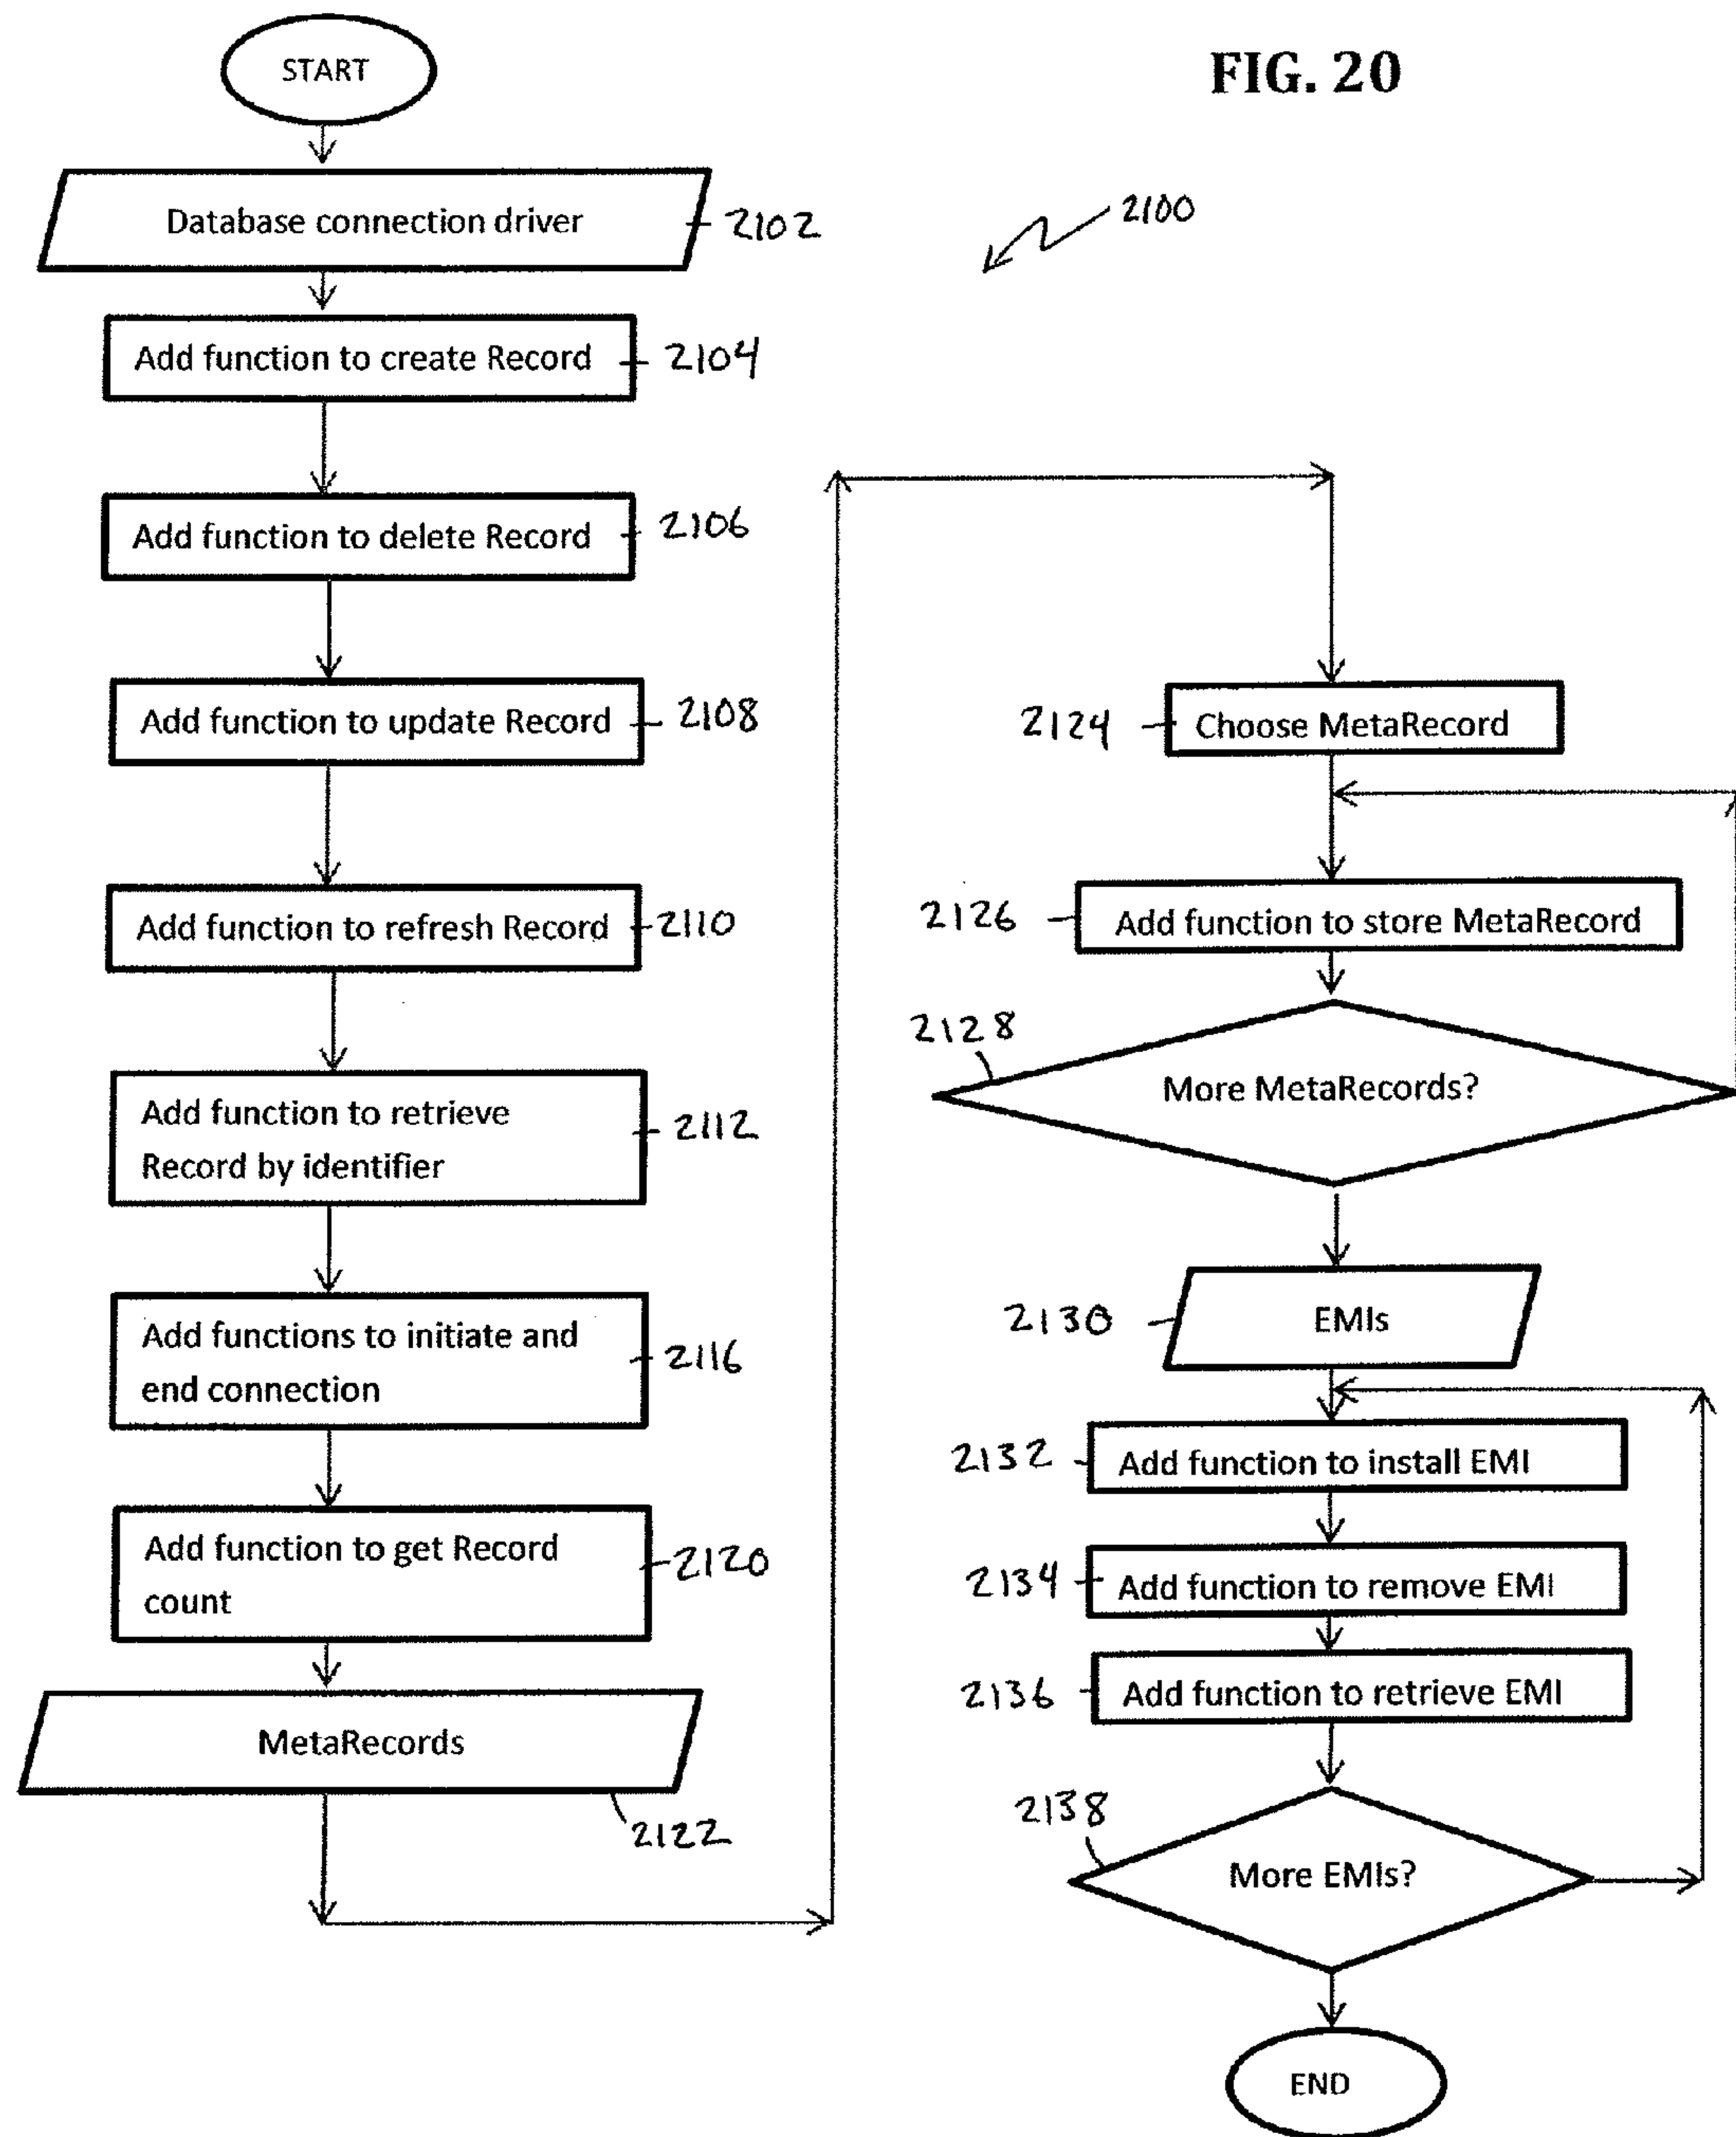 FIG. 20
2100
START
Database connection driver
2102
Add function to create Record
2104
Add function to delete Record
2106
Add function to update Record
2108
Add function to refresh Record
2110
Add function to retrieve
Record by identifier
2112
Add functions to initiate and
end connection
2116
Add function to get Record
count
2120
MetaRecords
2122
2124
Choose MetaRecord
2126
Add function to store MetaRecord
2128
More MetaRecords?
2130
EMIs
2132
Add function to install EMI
2134
Add function to remove EMI
2136
Add function to retrieve EMI
2138
More EMIs?
END